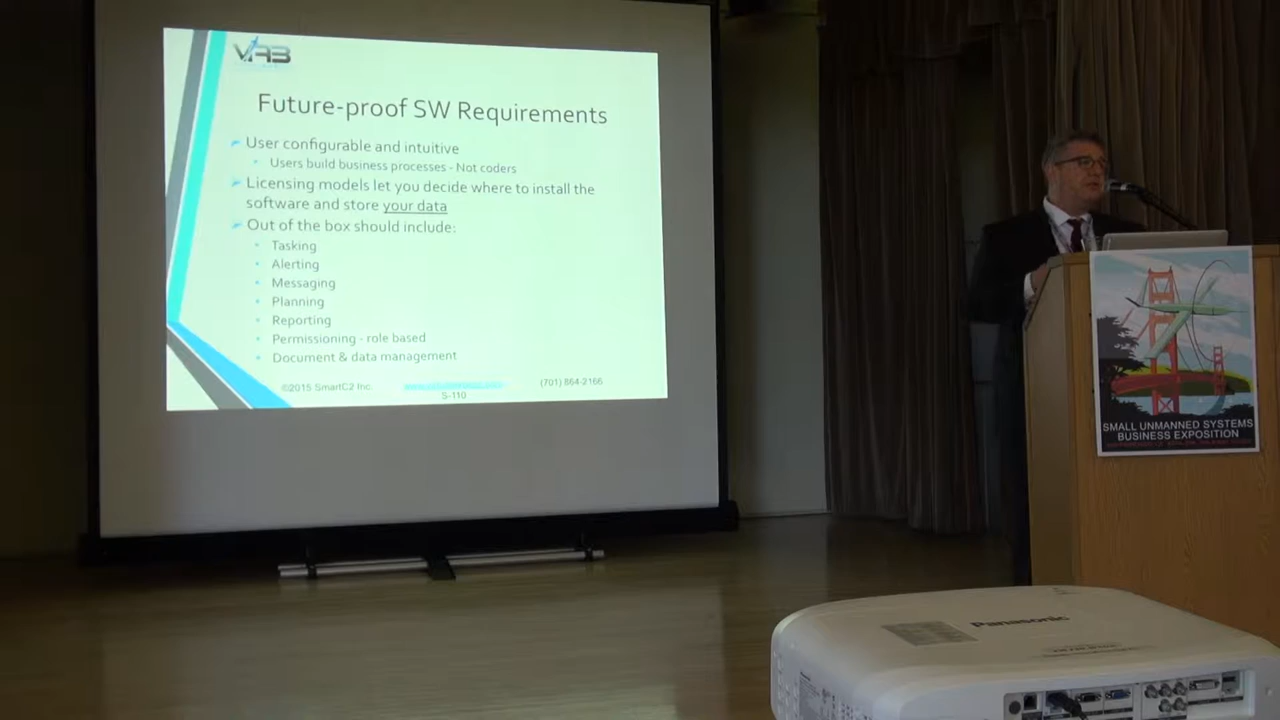 Future-proof SW Requirements
User configurable and intuitive
Users build business processes - Not coders
Licensing models let you decide where to install the
software and store your data
Out of the box should include:
Tasking
Alerting
Messaging
Planning
Reporting
Permissioning - role based
Document & data management
©2015 SmartC2 Inc.
(701) 864-2166
S-110
SMALL UNMANNED SYSTEMS
BUSINESS EXPOSITION
Panasonic